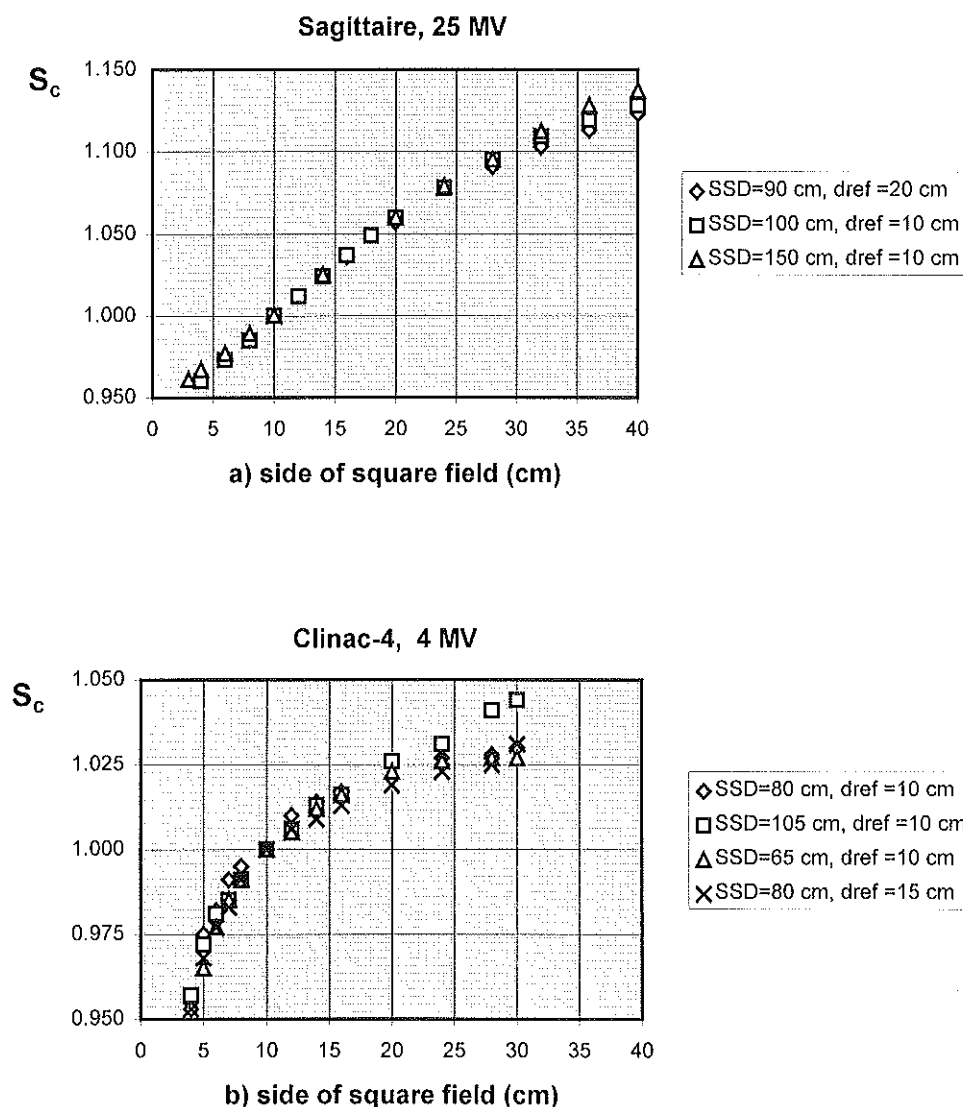 Sagittaire, 25 MV
Sc
1.150
1.100
1.050
1.000
0.950
0 5 10 15 20 25 30 35 40
a) side of square field (cm)
SSD=90 cm, dref =20 cm
SSD=100 cm, dref =10 cm
SSD=150 cm, dref =10 cm
Clinac-4, 4 MV
Sc
1.050
1.025
1.000
0.975
0.950
0 5 10 15 20 25 30 35 40
b) side of square field (cm)
SSD=80 cm, dref =10 cm
SSD=105 cm, dref =10 cm
SSD=65 cm, dref =10 cm
SSD=80 cm, dref =15 cm